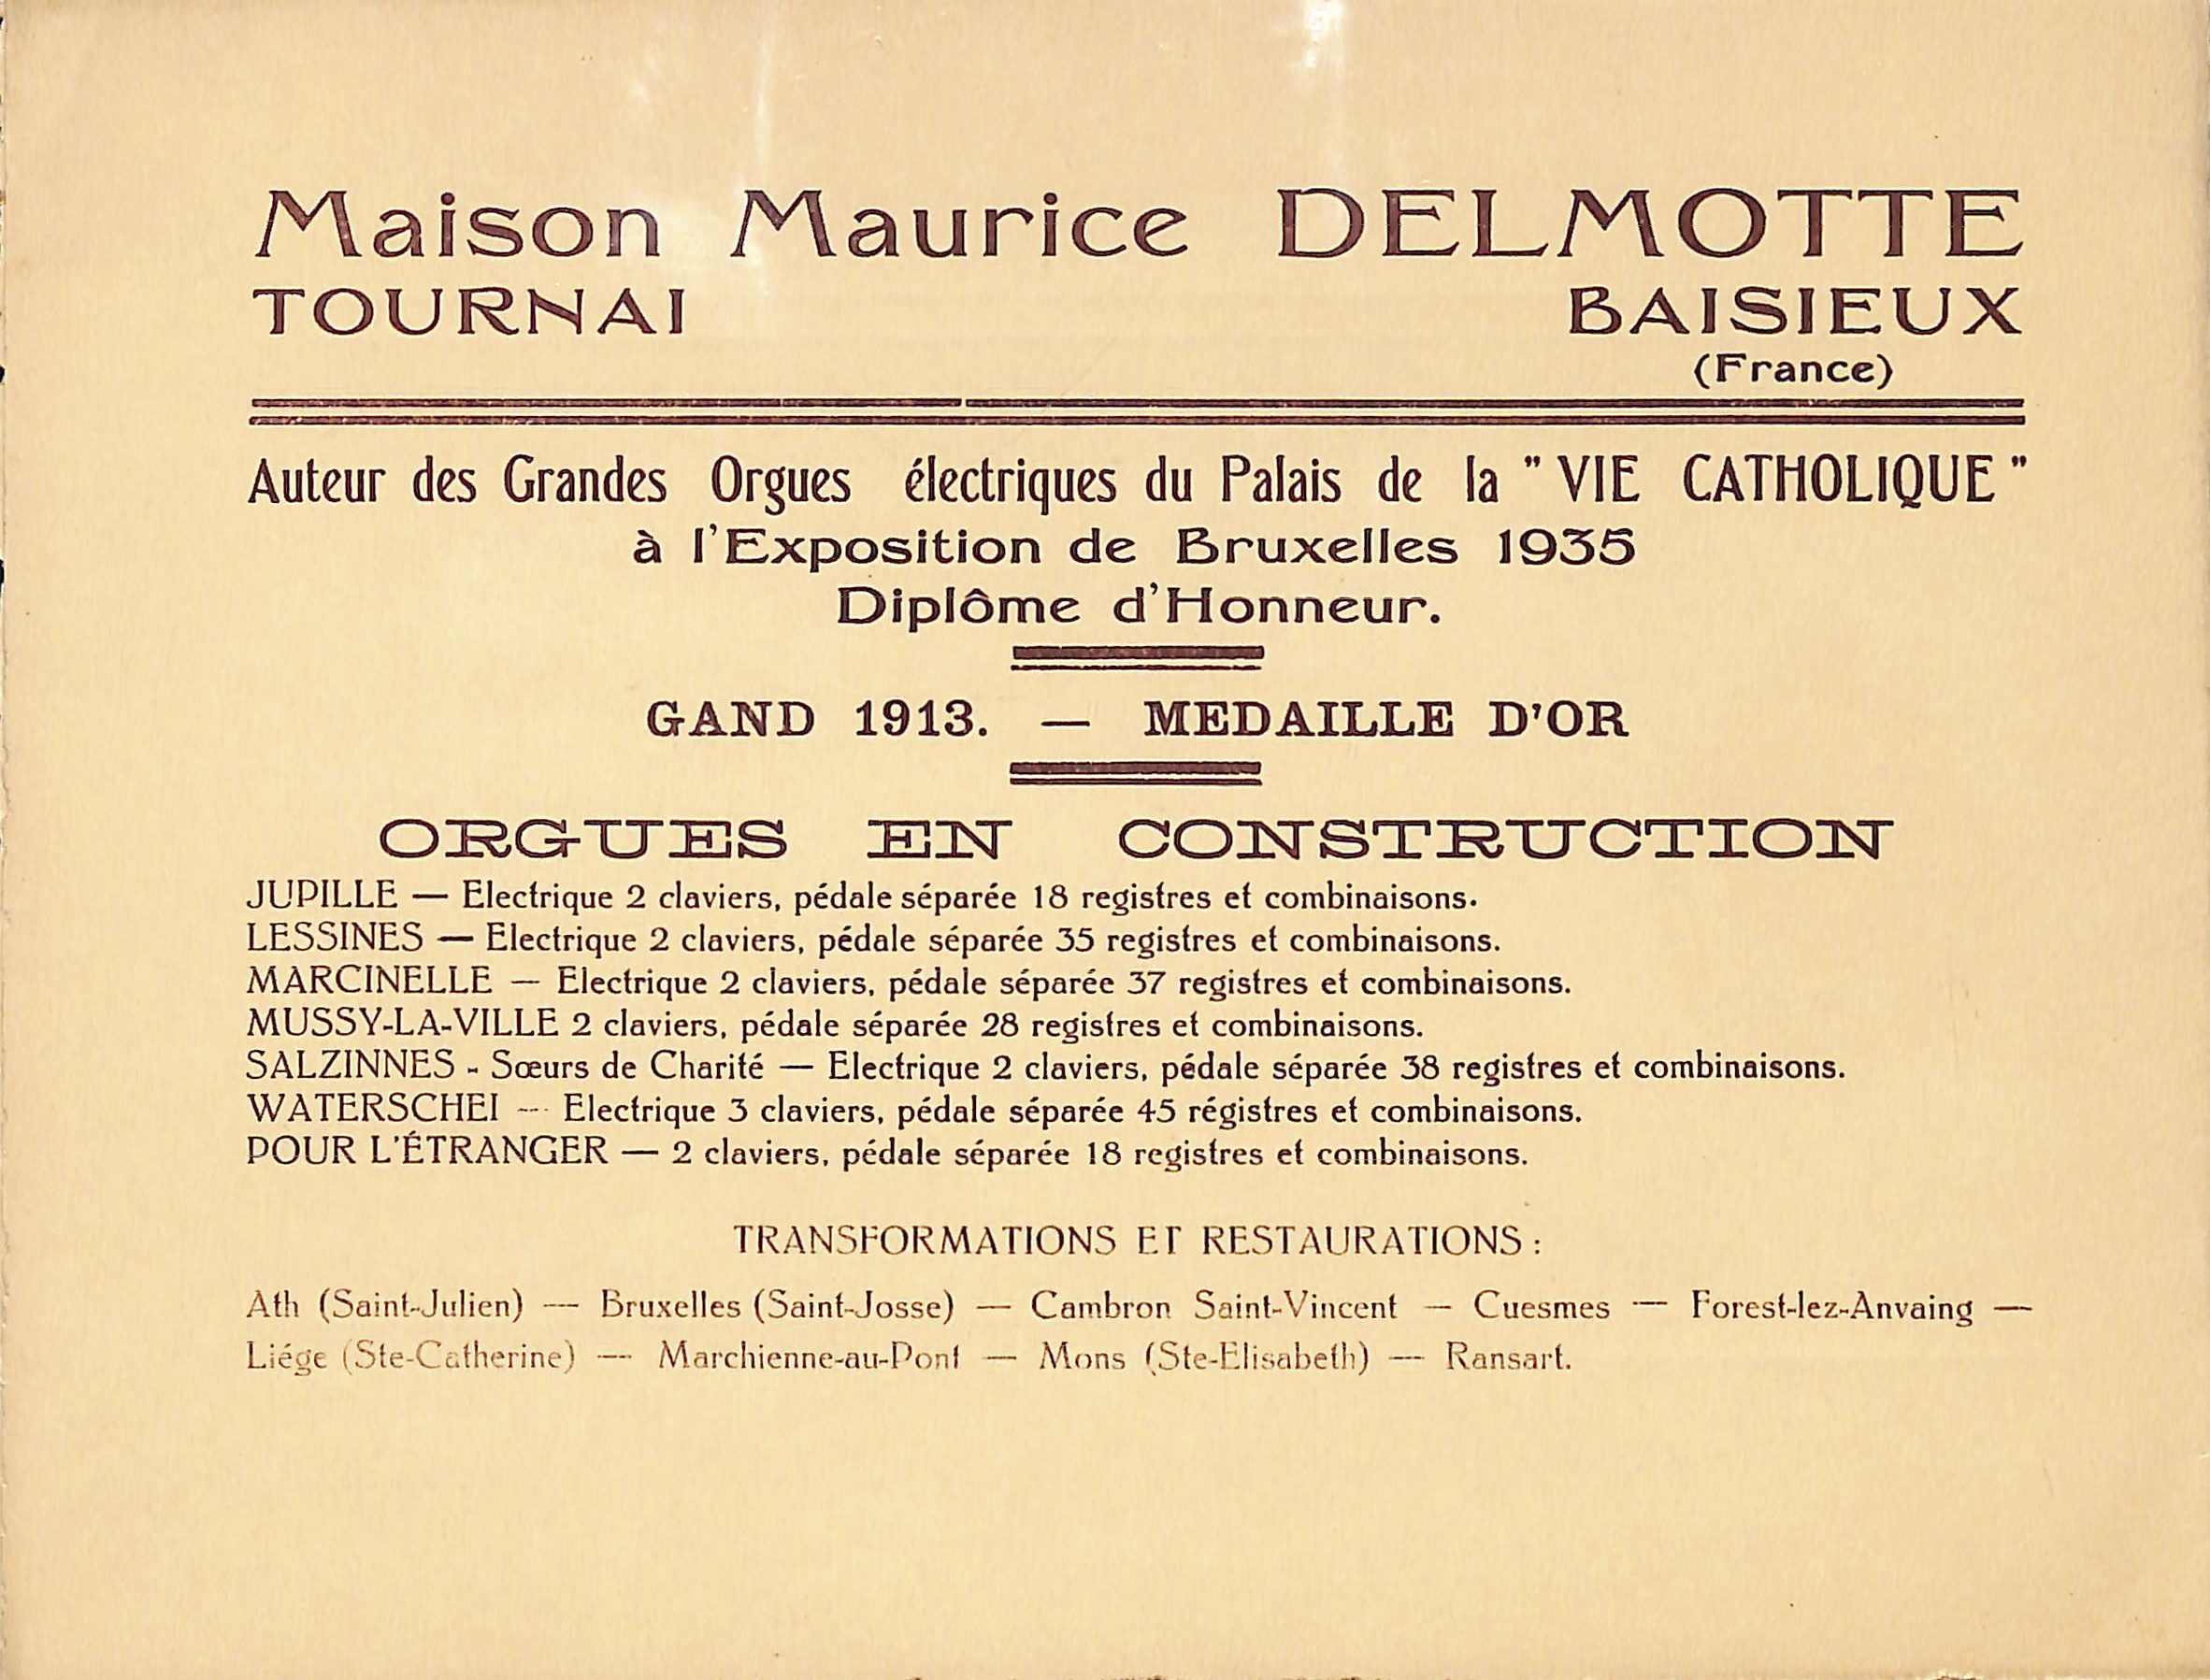 Maison Maurice DELMOTTE
TOURNAI BAISIEUX
(France)
Auteur des Grandes Orgues électriques du Palais de la " VIE CATHOLIQUE "
à l'Exposition de Bruxelles 1935
Diplôme d'Honneur.
GAND 1913. — MEDAILLE D'OR
ORGUES EN CONSTRUCTION
JUPILLE — Electrique 2 claviers, pédale séparée 18 registres et combinaisons.
LESSINES — Electrique 2 claviers, pédale séparée 35 registres et combinaisons.
MARCINELLE — Electrique 2 claviers, pédale séparée 37 registres et combinaisons.
MUSSY-LA-VILLE 2 claviers, pédale séparée 28 registres et combinaisons.
SALZINNES - Sœurs de Charité — Electrique 2 claviers, pédale séparée 38 registres et combinaisons.
WATERSCHEI — Electrique 3 claviers, pédale séparée 45 régistres et combinaisons.
POUR L'ÉTRANGER — 2 claviers, pédale séparée 18 registres et combinaisons.
TRANSFORMATIONS ET RESTAURATIONS :
Ath (Saint-Julien) — Bruxelles (Saint-Josse) — Cambron Saint-Vincent — Cuesmes — Forest-lez-Anvaing —
Liége (Ste-Catherine) — Marchienne-au-Pont — Mons (Ste-Elisabeth) — Ransart.